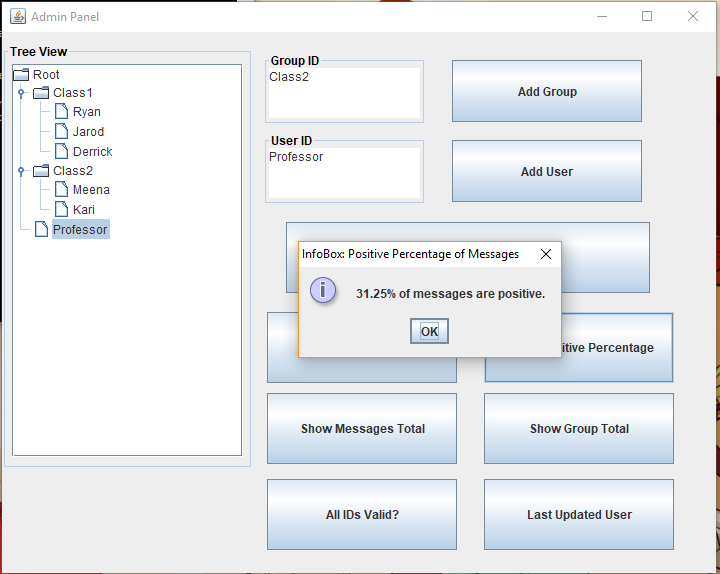 Admin Panel
Tree View
Root
Class1
Ryan
Jarod
Derrick
Class2
Meena
Kari
Professor
Group ID
Class2
Add Group
User ID
Professor
Add User
InfoBox: Positive Percentage of Messages
31.25% of messages are positive.
OK
itive Percentage
Show Messages Total
Show Group Total
All IDs Valid?
Last Updated User